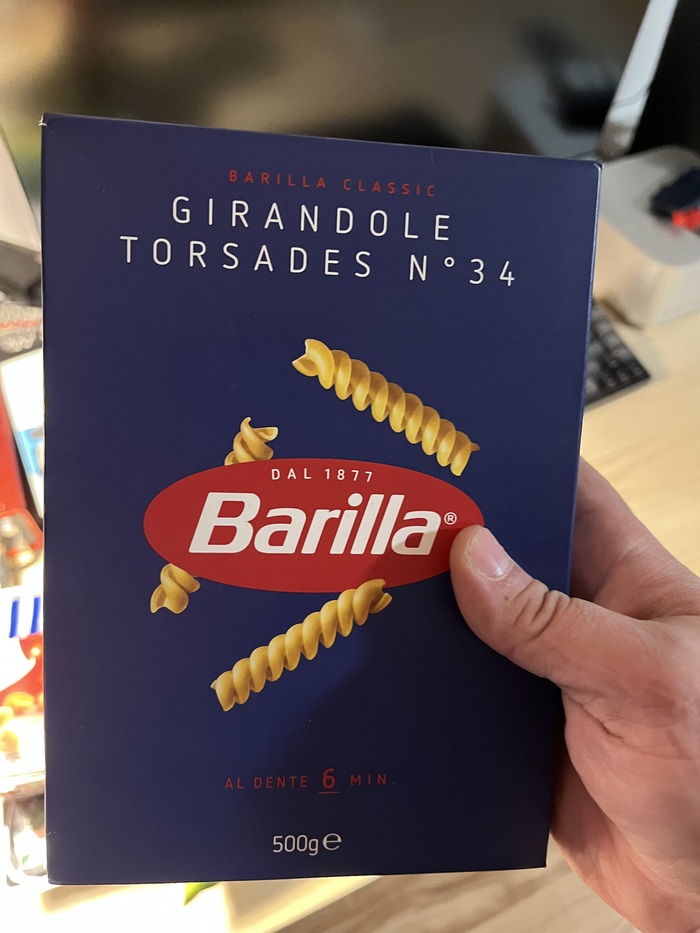 BARILLA CLASSIC
GIRANDOLE
TORSADES N°34
DAL 1877
Barilla®
AL DENTE 6 MIN.
500g℮